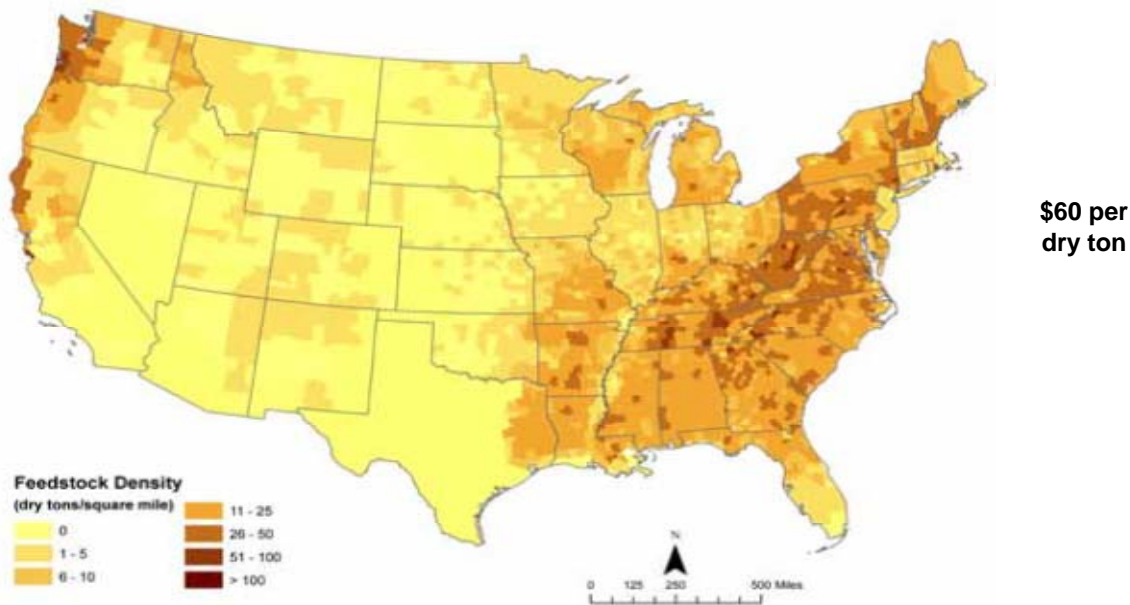 $60 per
dry ton
Feedstock Density
(dry tons/square mile)
0
1 - 5
6 - 10
11 - 25
26 - 50
51 - 100
> 100
N
0 125 250 500 Miles